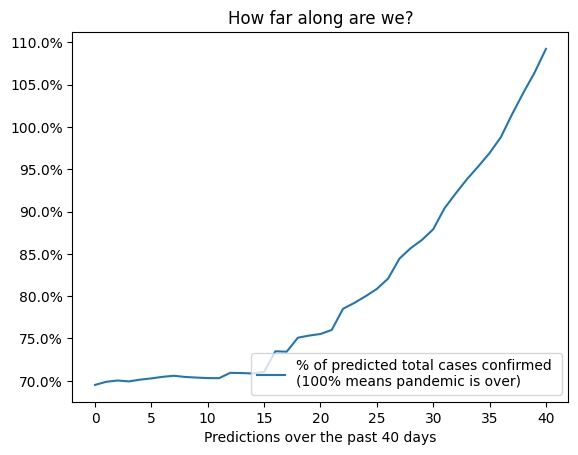 How far along are we?
110.0%
105.0%
100.0%
95.0%
90.0%
85.0%
80.0%
75.0%
70.0%
% of predicted total cases confirmed
(100% means pandemic is over)
0 5 10 15 20 25 30 35 40
Predictions over the past 40 days